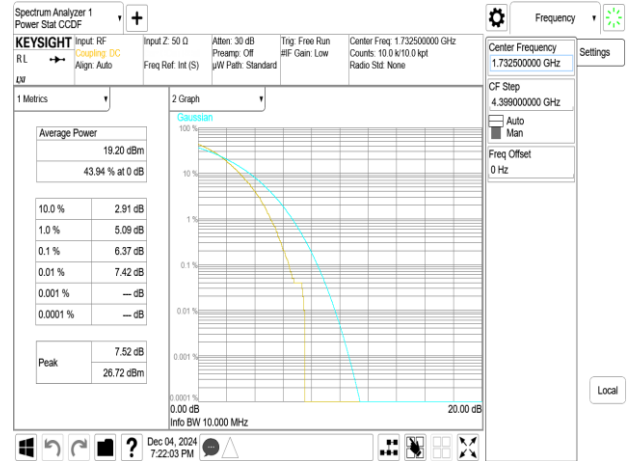 Spectrum Analyzer 1
Power Stat CCDF
Frequency
KEYSIGHT
RL
Input: RF
Coupling: DC
Align: Auto
Input Z: 50 Ω
Freq Ref: Int (S)
Atten: 30 dB
Preamp: Off
µW Path: Standard
Trig: Free Run
#IF Gain: Low
Center Freq: 1.732500000 GHz
Counts: 10.0 k/10.0 kpt
Radio Std: None
Center Frequency
1.732500000 GHz
Settings
CF Step
4.399000000 GHz
Auto
Man
Freq Offset
0 Hz
1 Metrics
Average Power
19.20 dBm
43.94 % at 0 dB
10.0 % 2.91 dB
1.0 % 5.09 dB
0.1 % 6.37 dB
0.01 % 7.42 dB
0.001 % --- dB
0.0001 % --- dB
Peak
7.52 dB
26.72 dBm
2 Graph
Gaussian
100 %
10 %
1 %
0.1 %
0.01 %
0.001 %
0.0001 %
0.00 dB 20.00 dB
Info BW 10.000 MHz
Local
?
Dec 04, 2024
7:22:03 PM